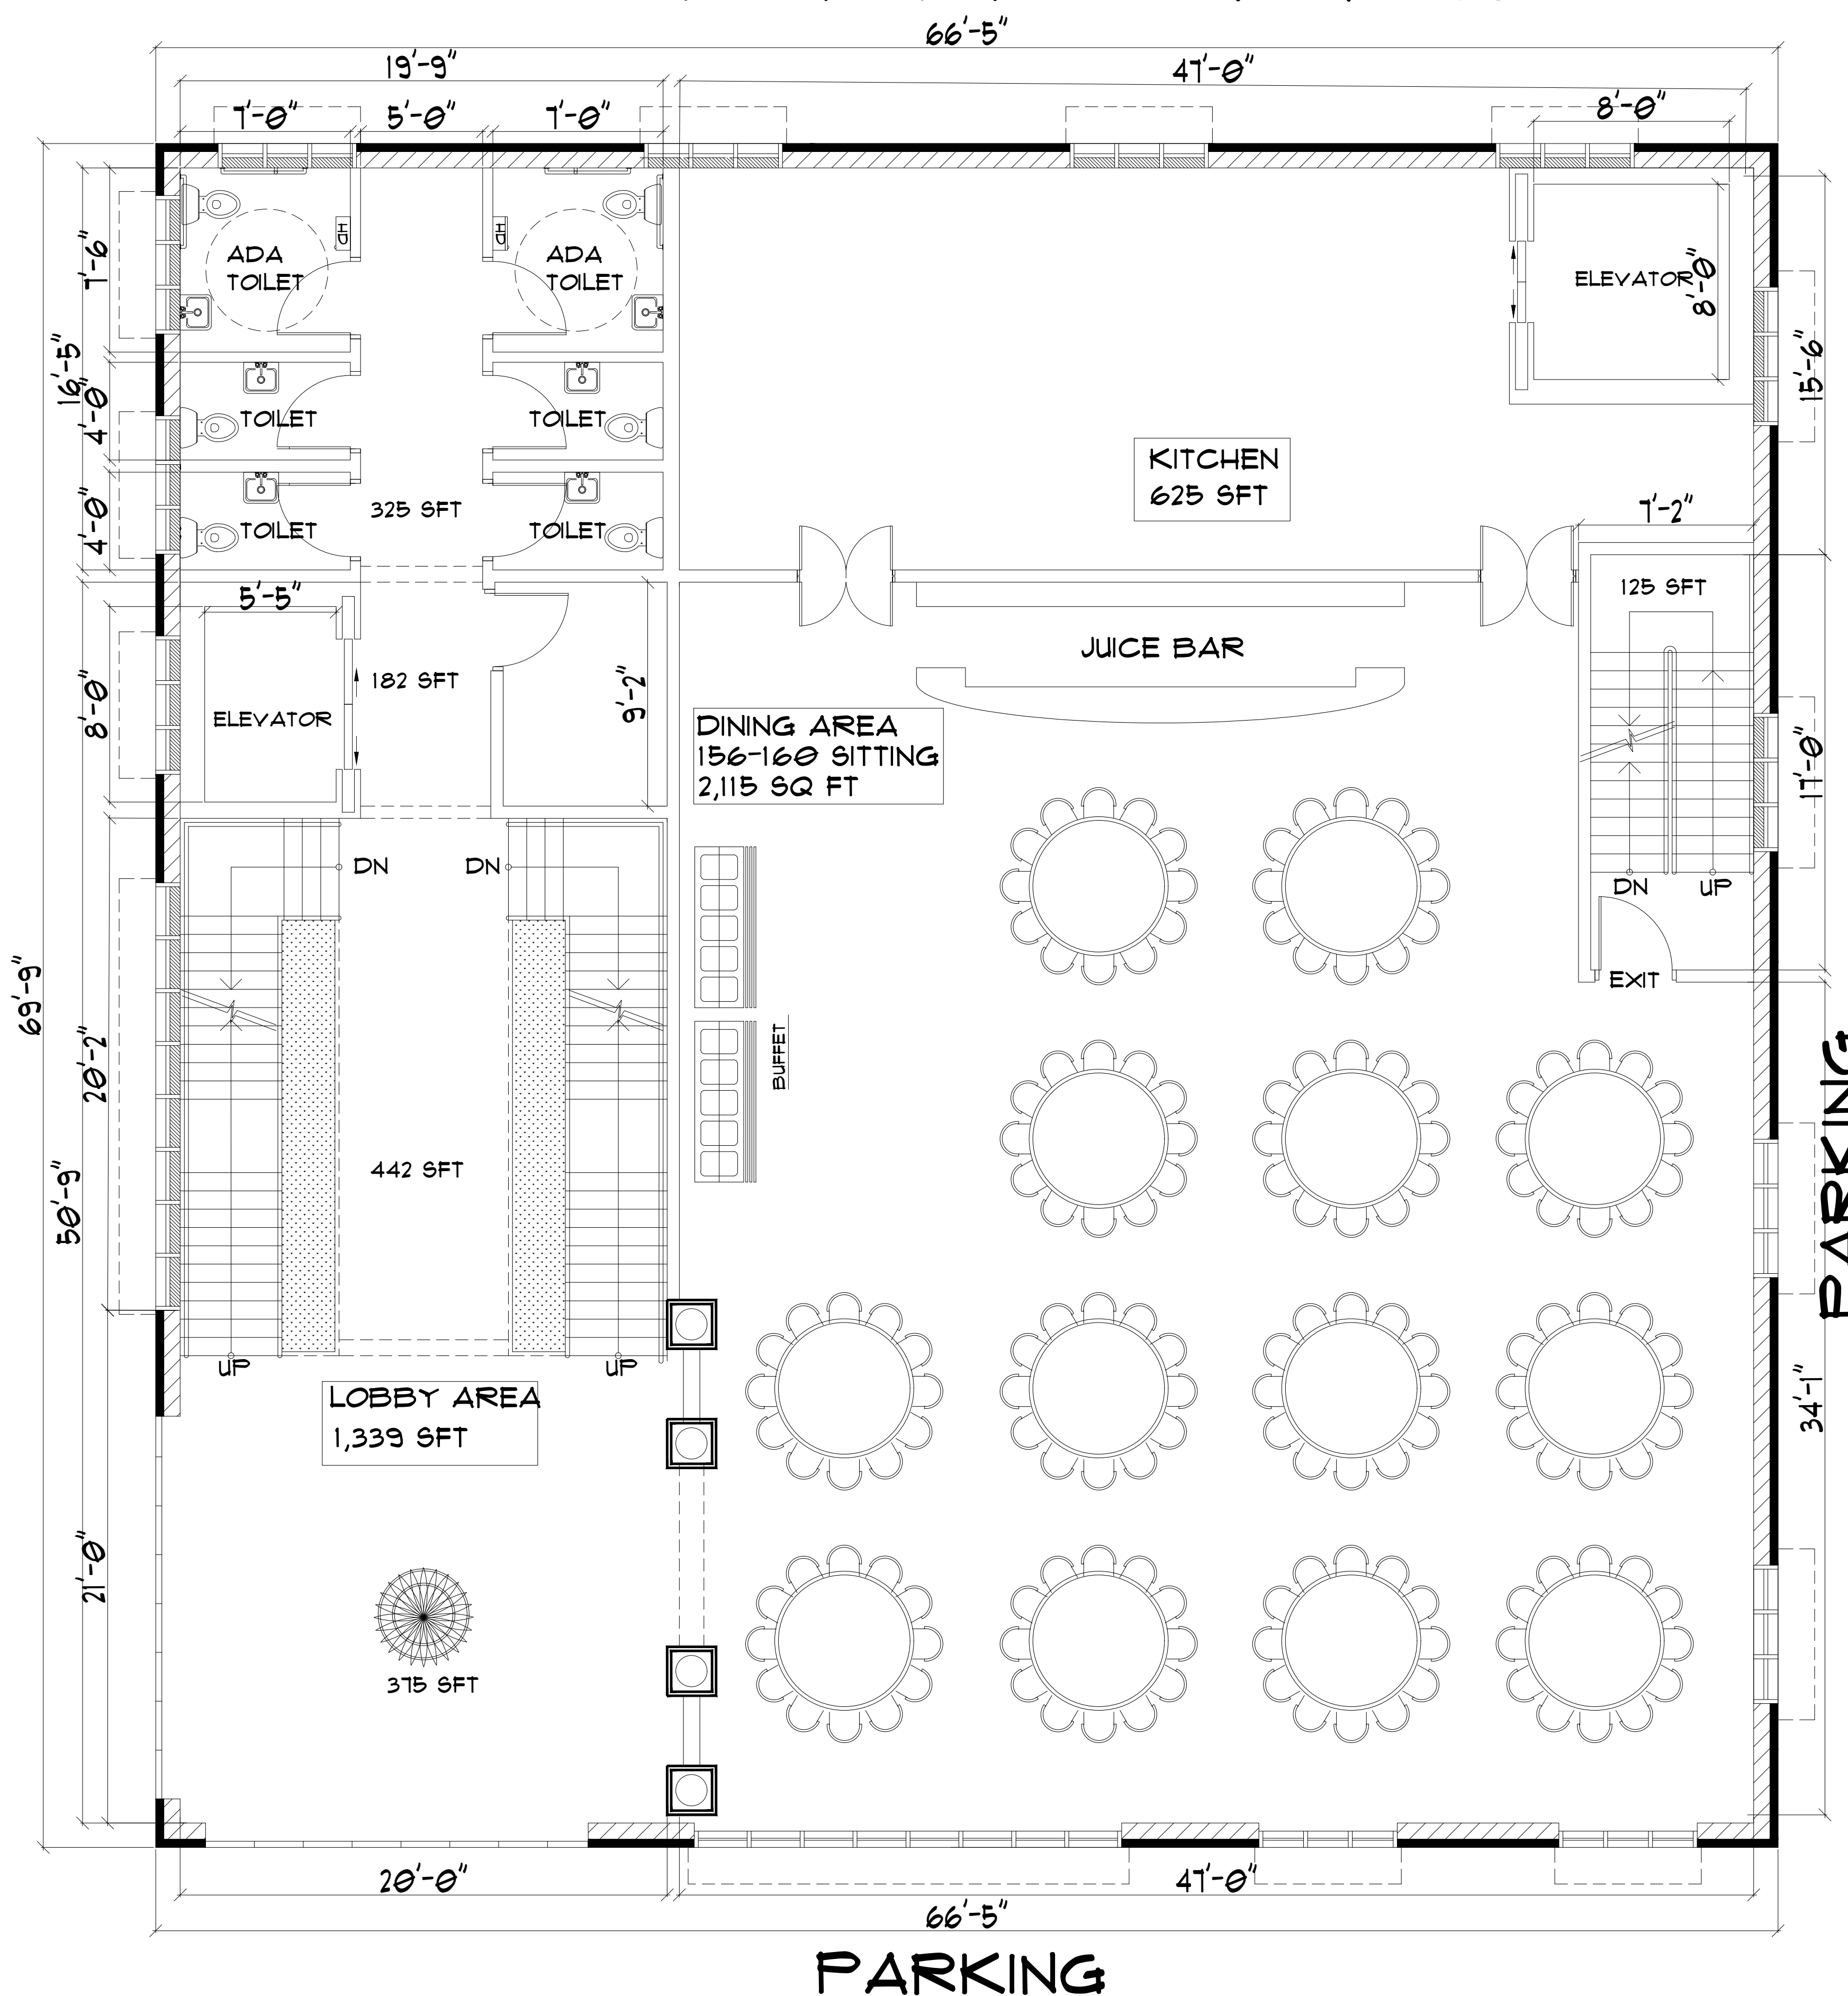 66'-5"
19'-9"
47'-0"
7'-0"
5'-0"
7'-0"
8'-0"
ADA
TOILET
HD
HD
ADA
TOILET
ELEVATOR
8'-0"
7'-6"
16'-5"
4'-0"
4'-0"
15'-6"
TOILET
TOILET
KITCHEN
625 SFT
325 SFT
TOILET
TOILET
7'-2"
125 SFT
5'-5"
8'-0"
182 SFT
ELEVATOR
9'-2"
JUICE BAR
DINING AREA
156-160 SITTING
2,115 SQ FT
17'-0"
DN
DN
DN
UP
EXIT
69'-9"
20'-2"
50'-9"
BUFFET
442 SFT
PARKING
UP
UP
LOBBY AREA
1,339 SFT
34'-1"
21'-0"
375 SFT
20'-0"
47'-0"
66'-5"
PARKING